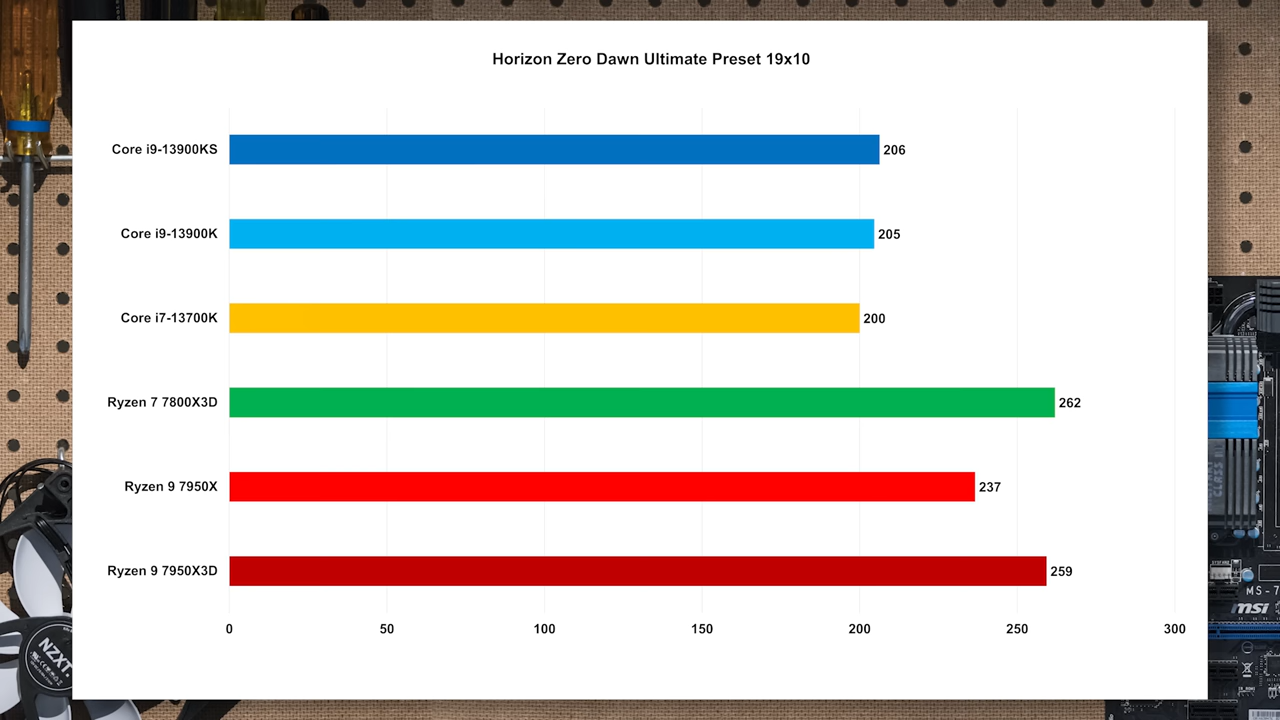 Horizon Zero Dawn Ultimate Preset 19x10
Core i9-13900KS
206
Core i9-13900K
205
Core i7-13700K
200
Ryzen 7 7800X3D
262
Ryzen 9 7950X
237
Ryzen 9 7950X3D
259
0 50 100 150 200 250 300
NZXT
MS-7
msi